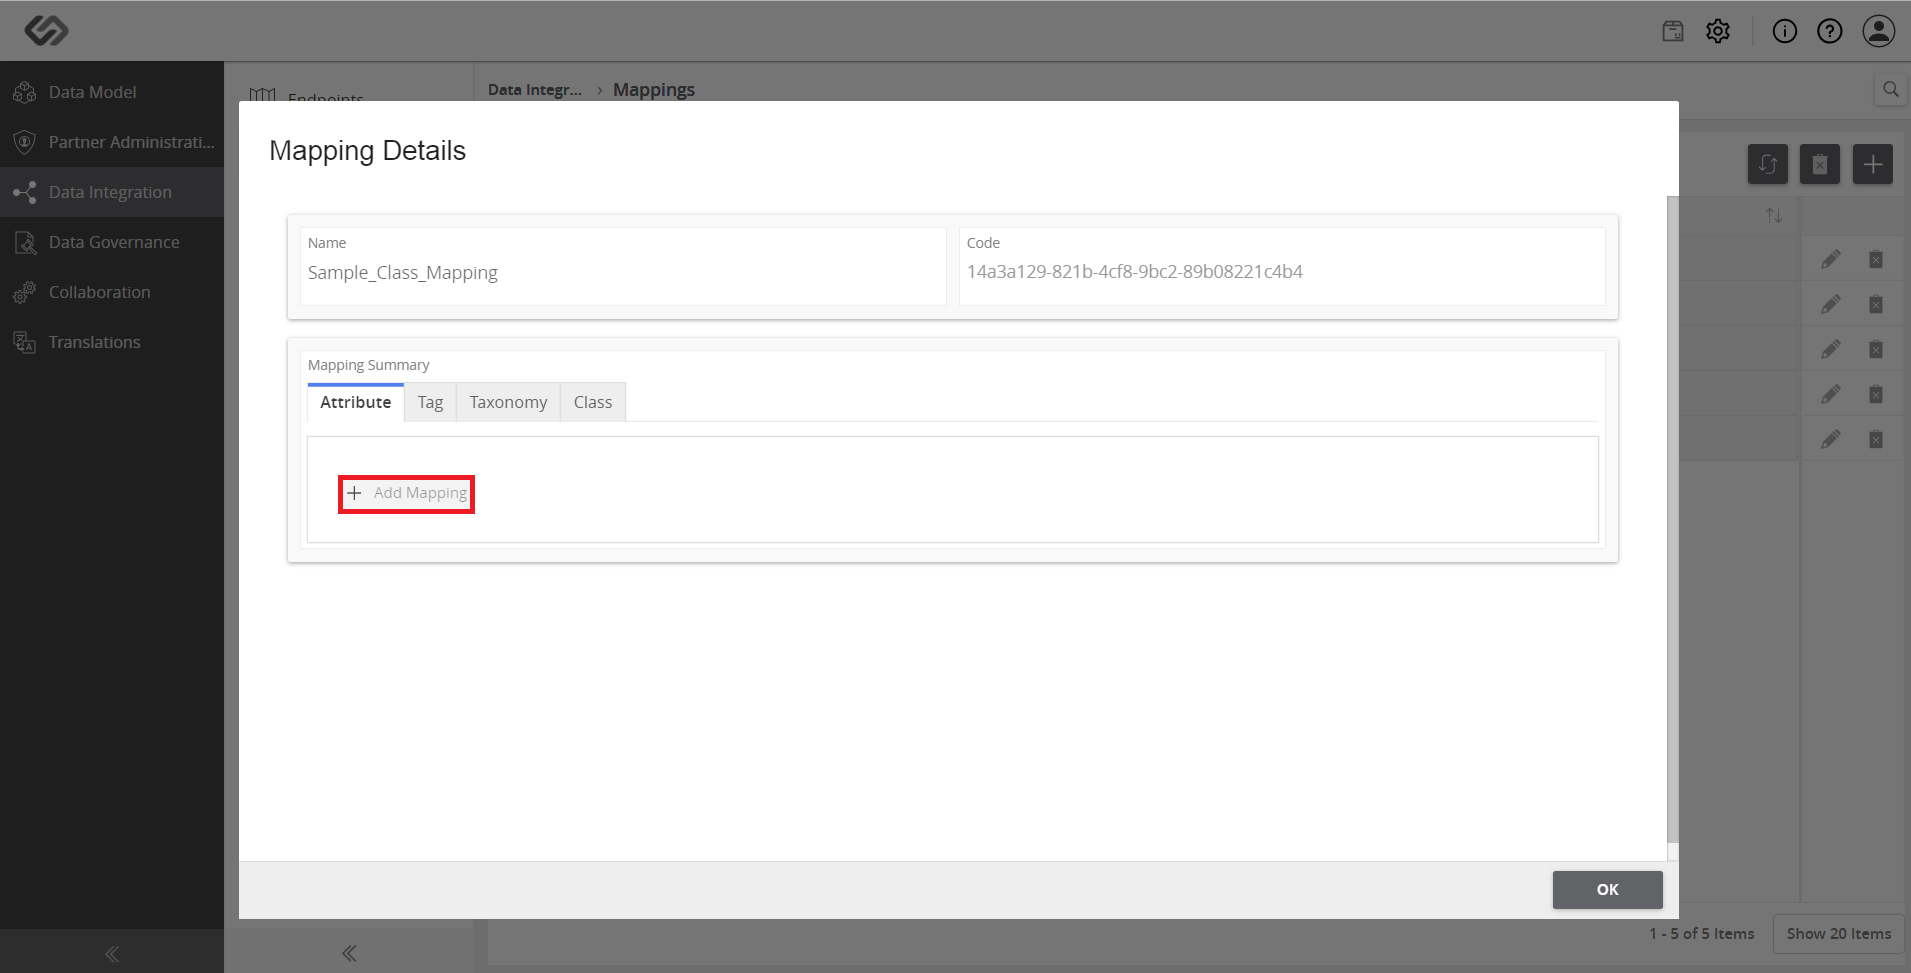 Data Model
Partner Administrati...
Data Integration
Data Governance
Collaboration
Translations
Endpoints
Data Integr... › Mappings
Mapping Details
Name
Sample_Class_Mapping
Code
14a3a129-821b-4cf8-9bc2-89b08221c4b4
Mapping Summary
Attribute Tag Taxonomy Class
+ Add Mapping
OK
1 - 5 of 5 Items
Show 20 Items